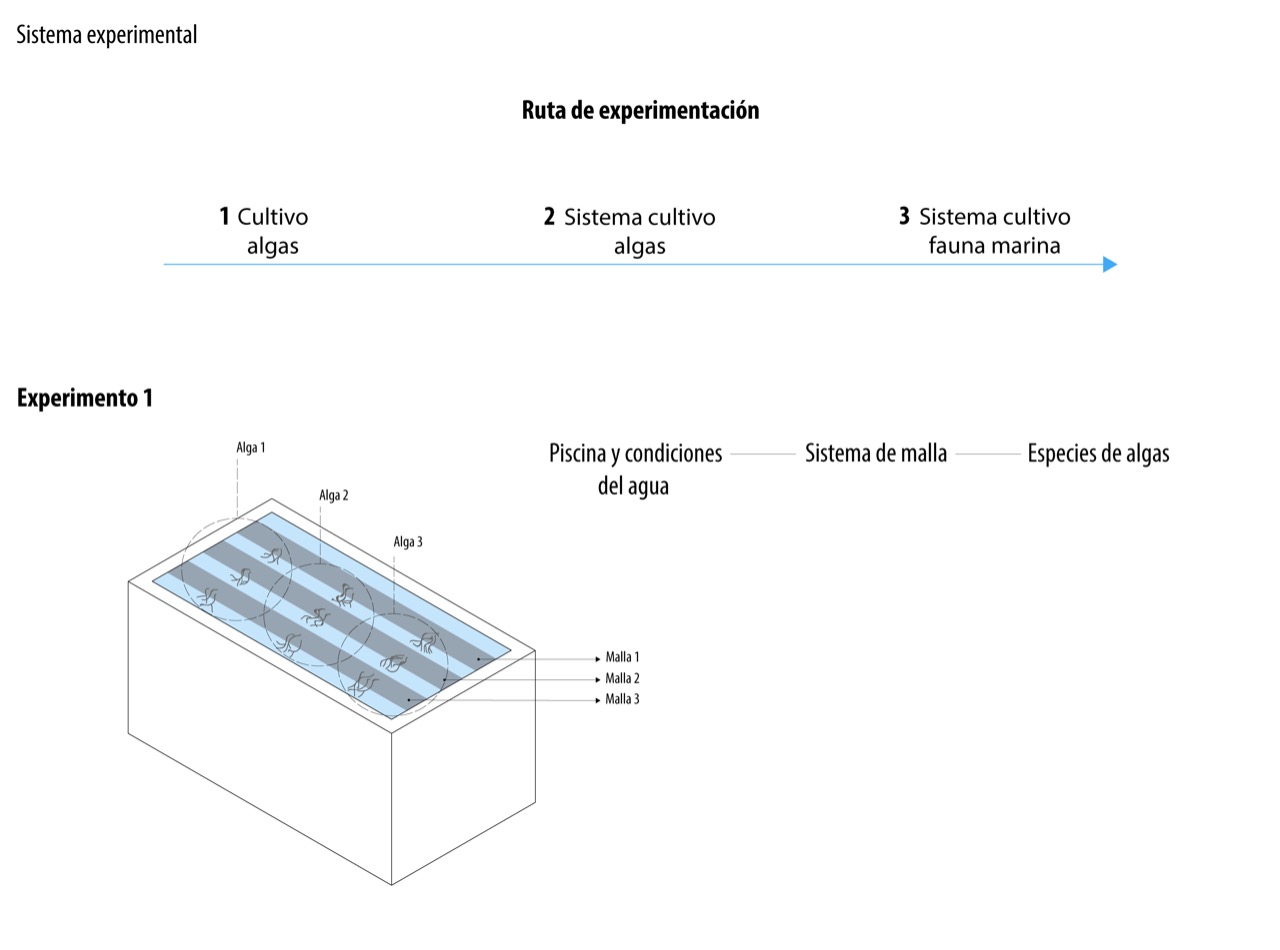 Sistema experimental
Ruta de experimentación
1 Cultivo
algas
2 Sistema cultivo
algas
3 Sistema cultivo
fauna marina
Experimento 1
Alga 1
Alga 2
Alga 3
Piscina y condiciones
del agua
Sistema de malla
Especies de algas
Malla 1
Malla 2
Malla 3